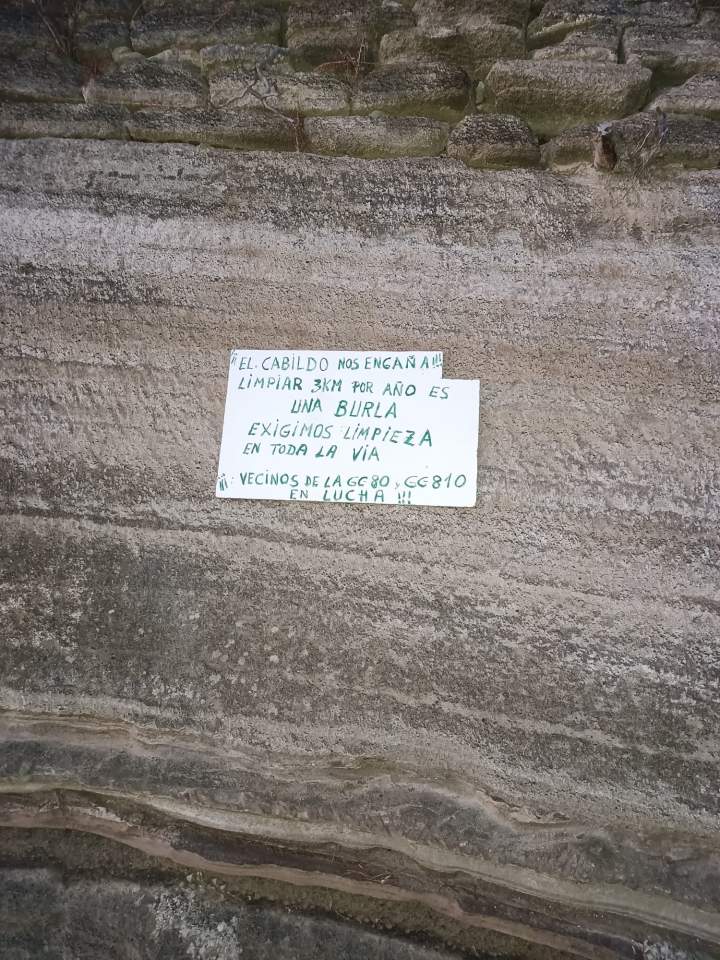 ¡¡¡EL CABILDO NOS ENGAÑA!!!
LIMPIAR 3KM POR AÑO ES
UNA BURLA
EXIGIMOS LIMPIEZA
EN TODA LA VIA
¡¡¡: VECINOS DE LA GC80 y GC810
EN LUCHA !!!